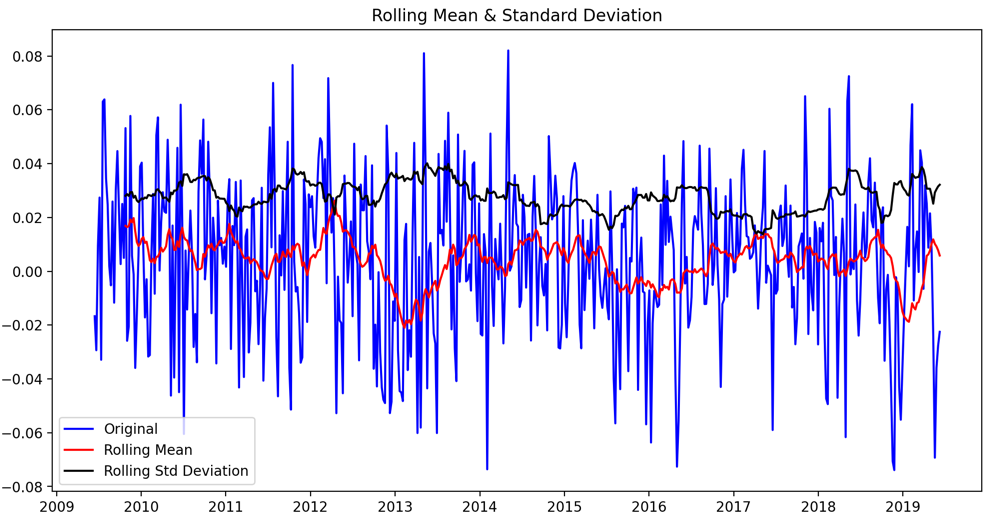 Rolling Mean & Standard Deviation
0.08
0.06
0.04
0.02
0.00
−0.02
−0.04
−0.06
−0.08
Original
Rolling Mean
Rolling Std Deviation
2009 2010 2011 2012 2013 2014 2015 2016 2017 2018 2019